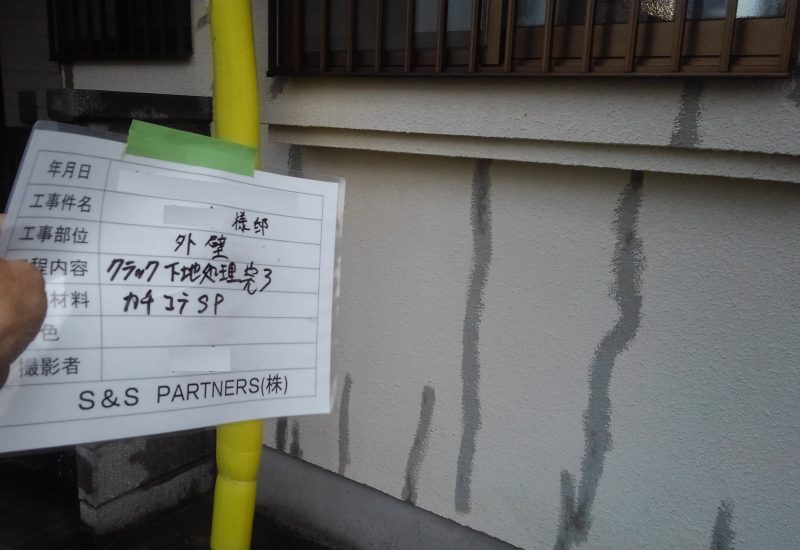 年月日
工事件名 様邸
工事部位 外壁
程内容 クラック下地処理完了
材料 カチコテSP
色
撮影者
S&S PARTNERS(株)